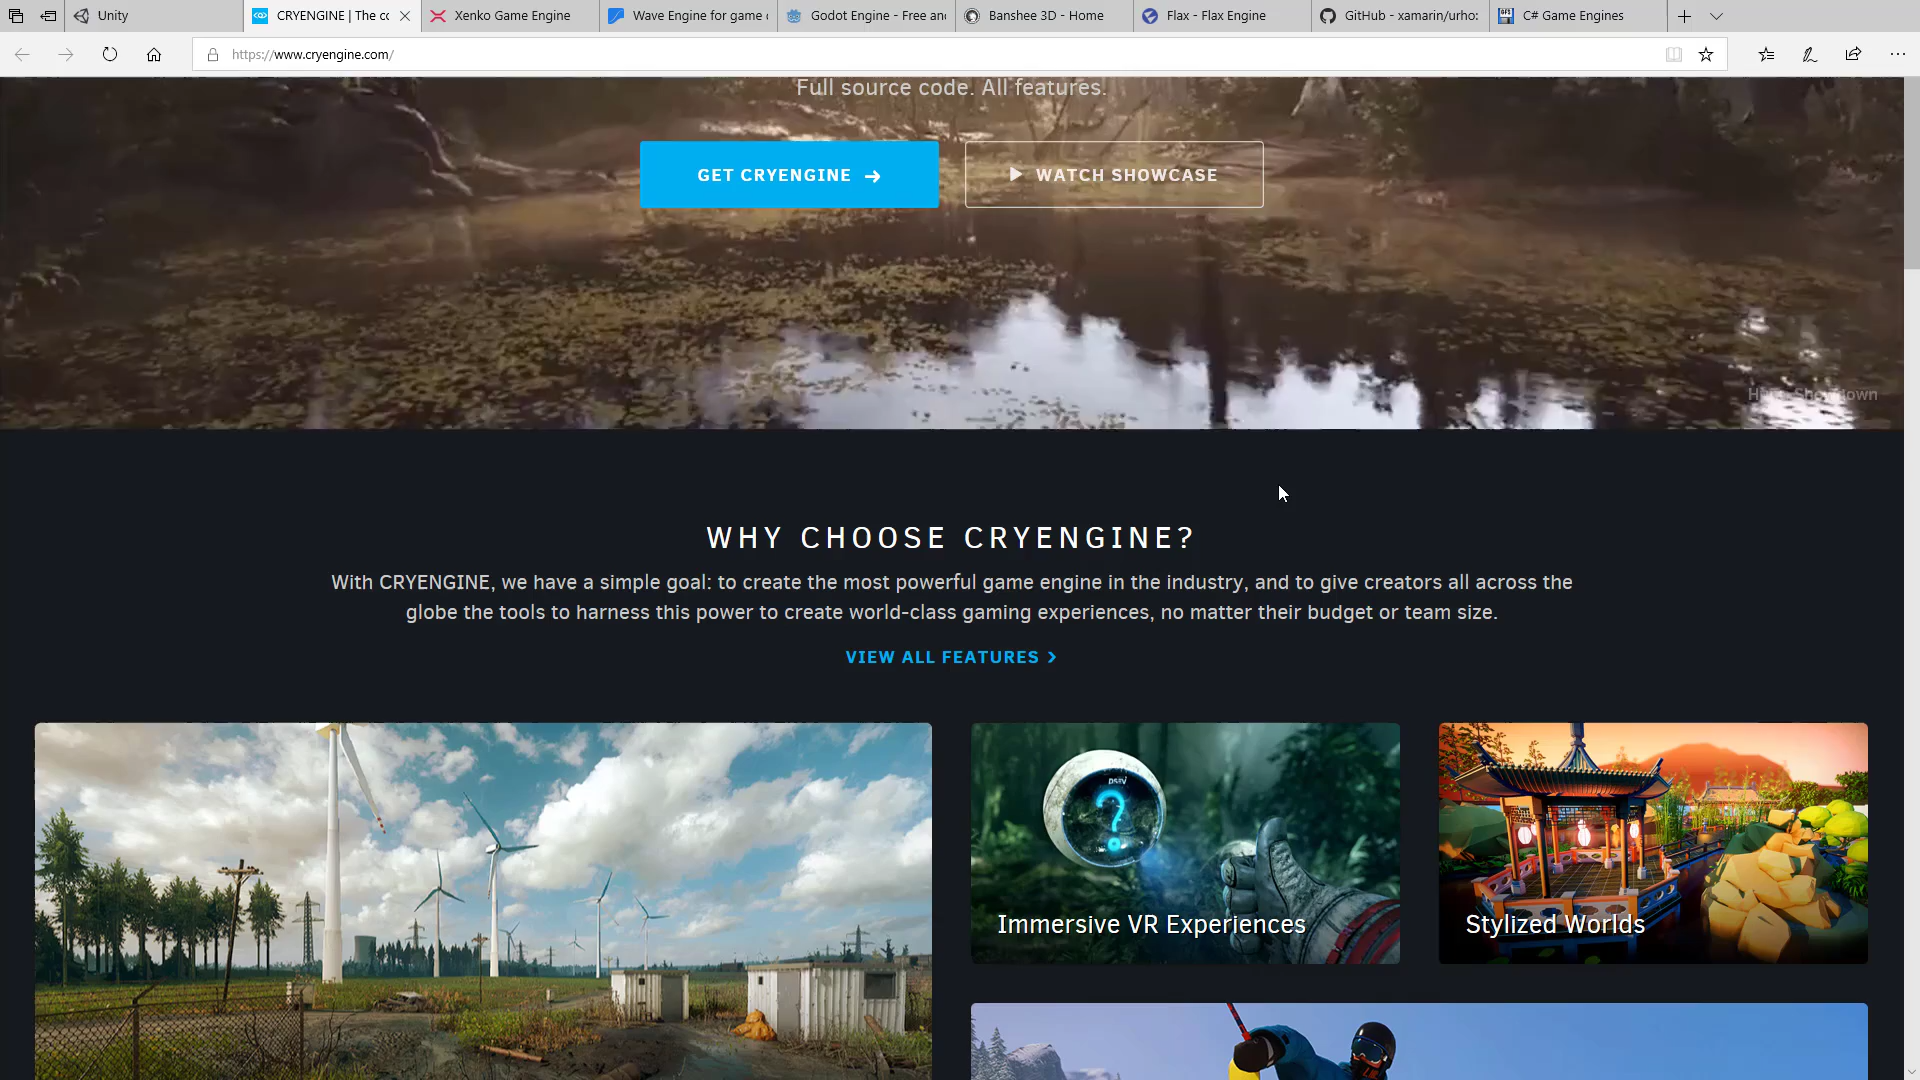 Unity
CRYENGINE | The co
Xenko Game Engine
Wave Engine for game
Godot Engine - Free an
Banshee 3D - Home
Flax - Flax Engine
GitHub - xamarin/urho:
GFS
C# Game Engines
https://www.cryengine.com/
Full source code. All features.
GET CRYENGINE
WATCH SHOWCASE
Hunt: Showdown
WHY CHOOSE CRYENGINE?
With CRYENGINE, we have a simple goal: to create the most powerful game engine in the industry, and to give creators all across the
globe the tools to harness this power to create world-class gaming experiences, no matter their budget or team size.
VIEW ALL FEATURES
?
Immersive VR Experiences
Stylized Worlds